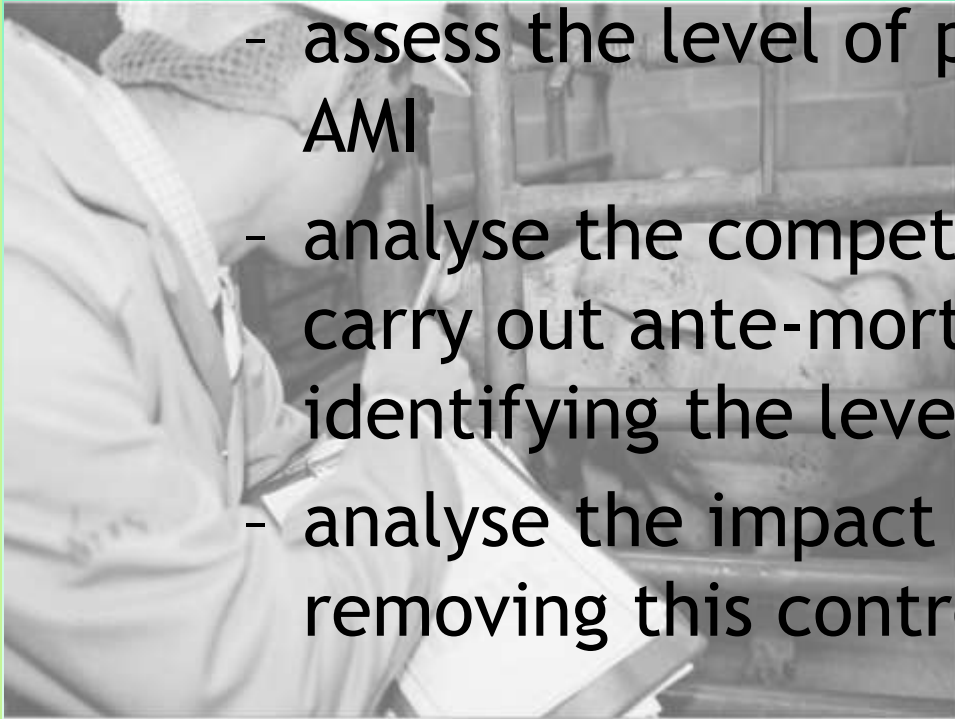 - assess the level of p
AMI
- analyse the compet
carry out ante-mort
identifying the leve
- analyse the impact
removing this contr